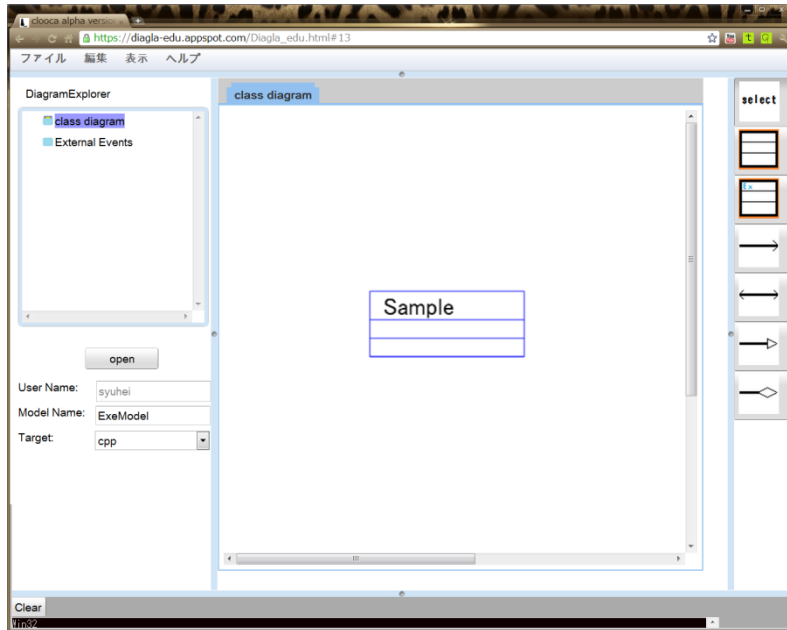 clooca alpha version
https://diagla-edu.appspot.com/Diagla_edu.html#13
ファイル 編集 表示 ヘルプ
DiagramExplorer
class diagram
External Events
open
User Name: syuhei
Model Name: ExeModel
Target: cpp
class diagram
Sample
select
Ex
Clear
Win32